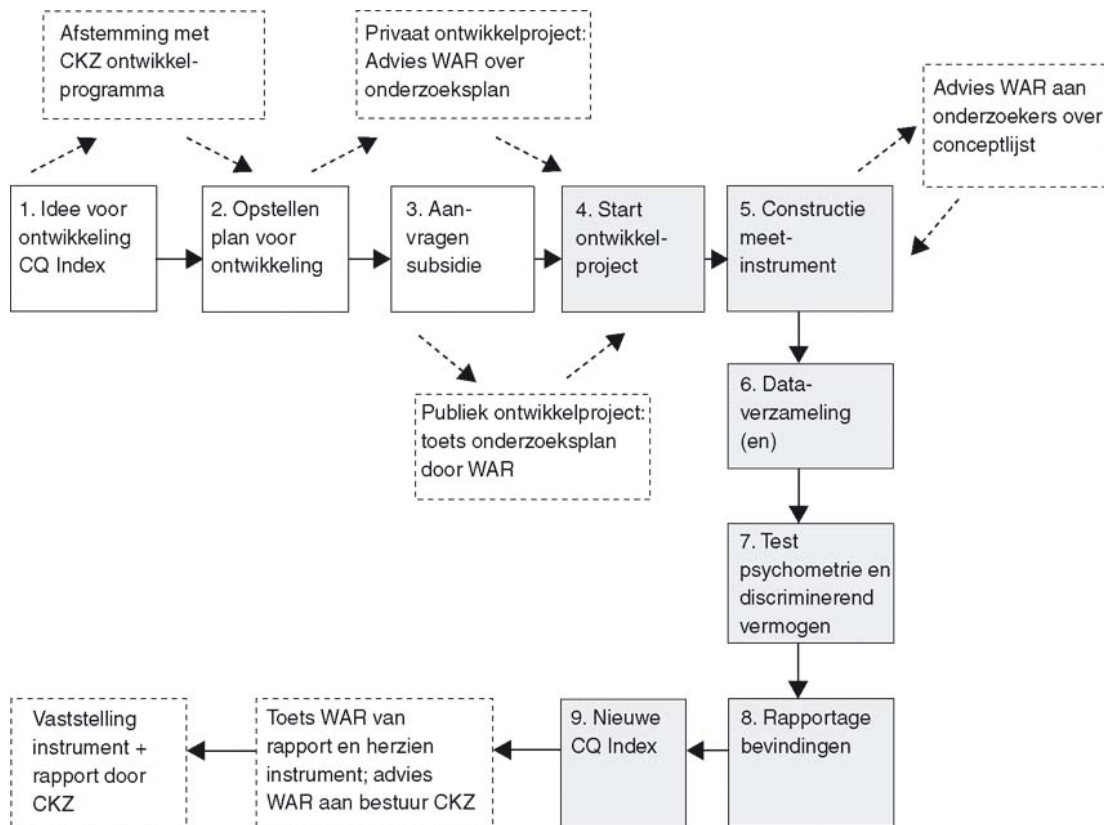 Afstemming met
CKZ ontwikkel-
programma
Privaat ontwikkelproject:
Advies WAR over
onderzoeksplan
Advies WAR aan
onderzoekers over
conceptlijst
1. Idee voor
ontwikkeling
CQ Index
2. Opstellen
plan voor
ontwikkeling
3. Aan-
vragen
subsidie
4. Start
ontwikkel-
project
5. Constructie
meet-
instrument
Publiek ontwikkelproject:
toets onderzoeksplan
door WAR
6. Data-
verzameling
(en)
7. Test
psychometrie en
discriminerend
vermogen
8. Rapportage
bevindingen
9. Nieuwe
CQ Index
Toets WAR van
rapport en herzien
instrument; advies
WAR aan bestuur CKZ
Vaststelling
instrument +
rapport door
CKZ